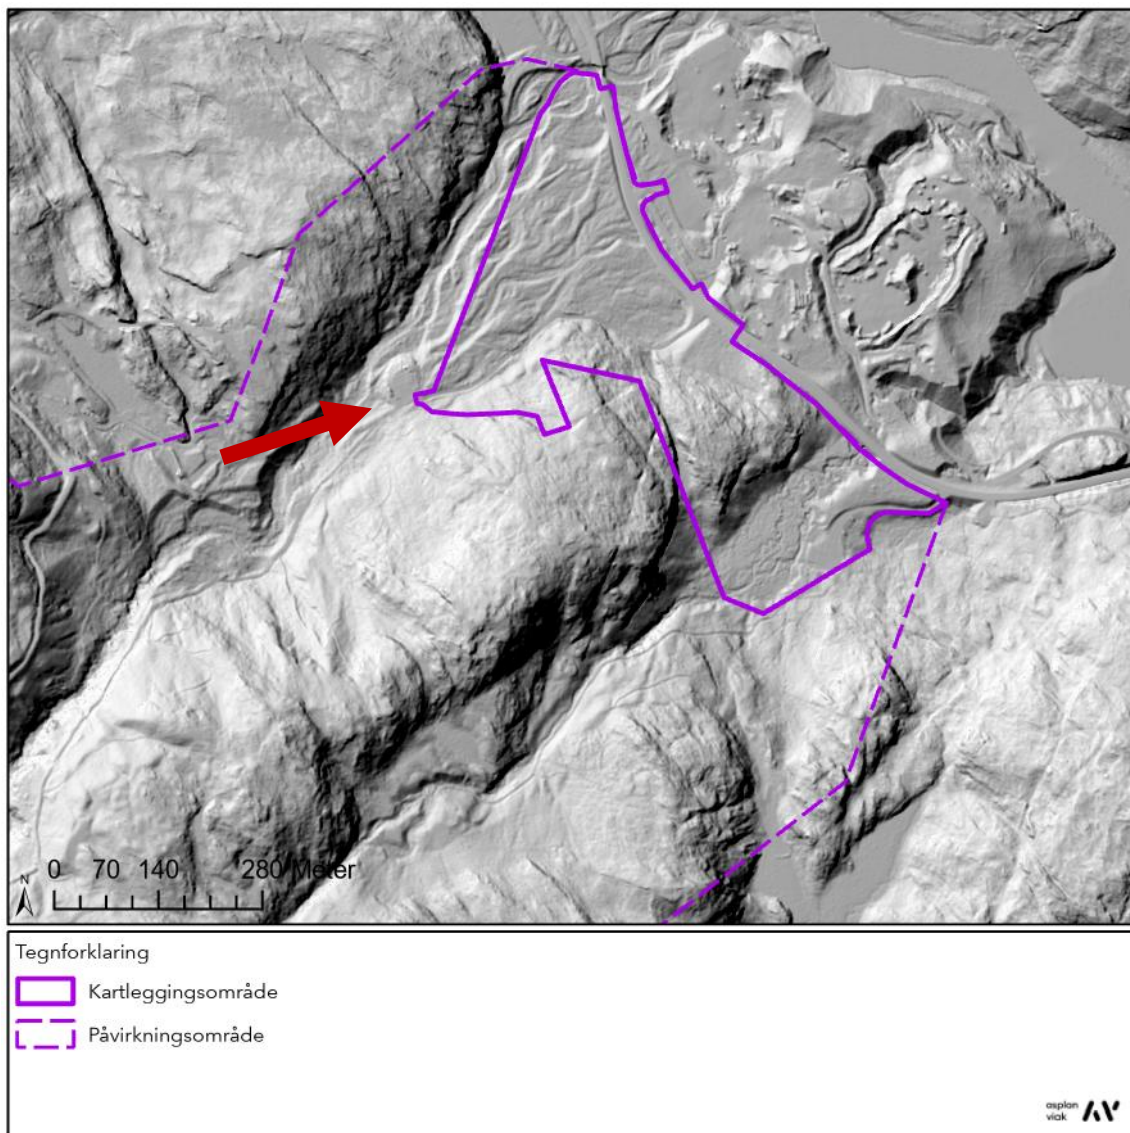 0 70 140 280 Meter
N
Tegnforklaring
Kartleggingsområde
Påvirkningsområde
asplan
viak